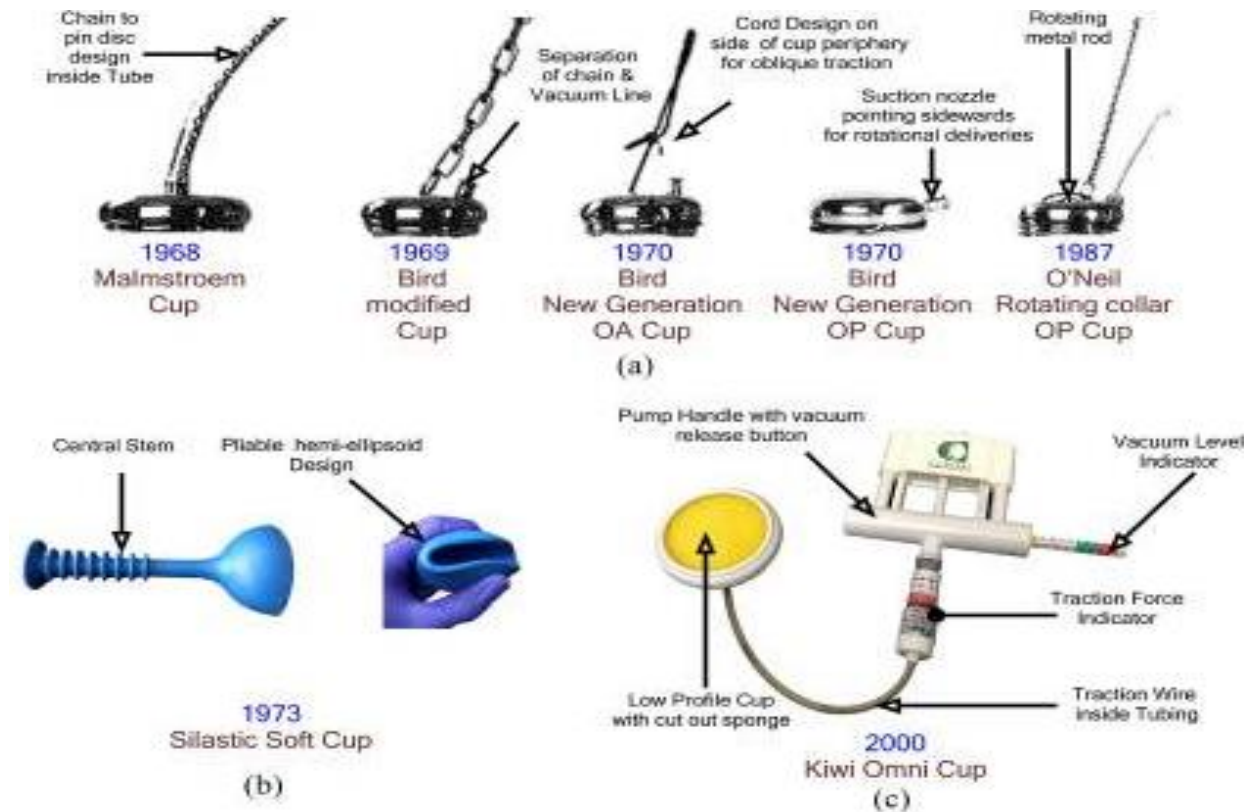 Chain to
pin disc
design
inside Tube
Separation
of chain &
Vacuum Line
Cord Design on
side of cup periphery
for oblique traction
Suction nozzle
pointing sidewards
for rotational deliveries
Rotating
metal rod
1968
Malmstroem
Cup
1969
Bird
modified
Cup
1970
Bird
New Generation
OA Cup
1970
Bird
New Generation
OP Cup
1987
O'Neil
Rotating collar
OP Cup
(a)
Central Stem
Pliable hemi-ellipsoid
Design
1973
Silastic Soft Cup
(b)
Pump Handle with vacuum
release button
Vacuum Level
Indicator
Traction Force
Indicator
Low Profile Cup
with cut out sponge
Traction Wire
inside Tubing
2000
Kiwi Omni Cup
(c)